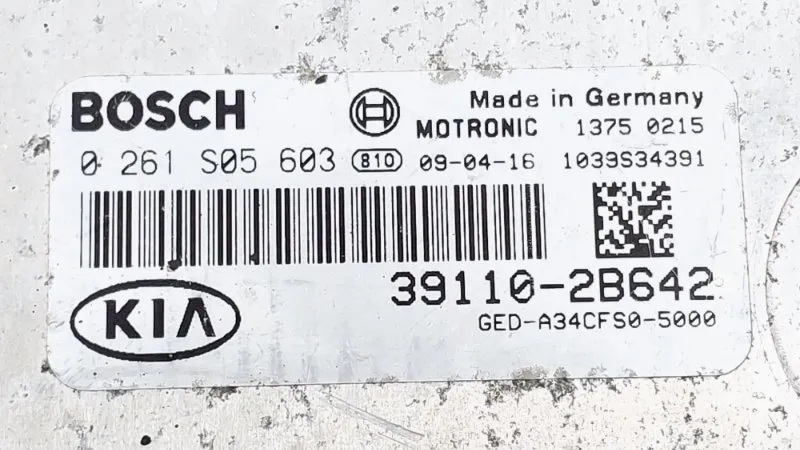 BOSCH Made in Germany
MOTRONIC 1375 0215
0 261 S05 603 810 09-04-16 1039S34391
39110-2B642
KIA
GED-A34CFS0-5000